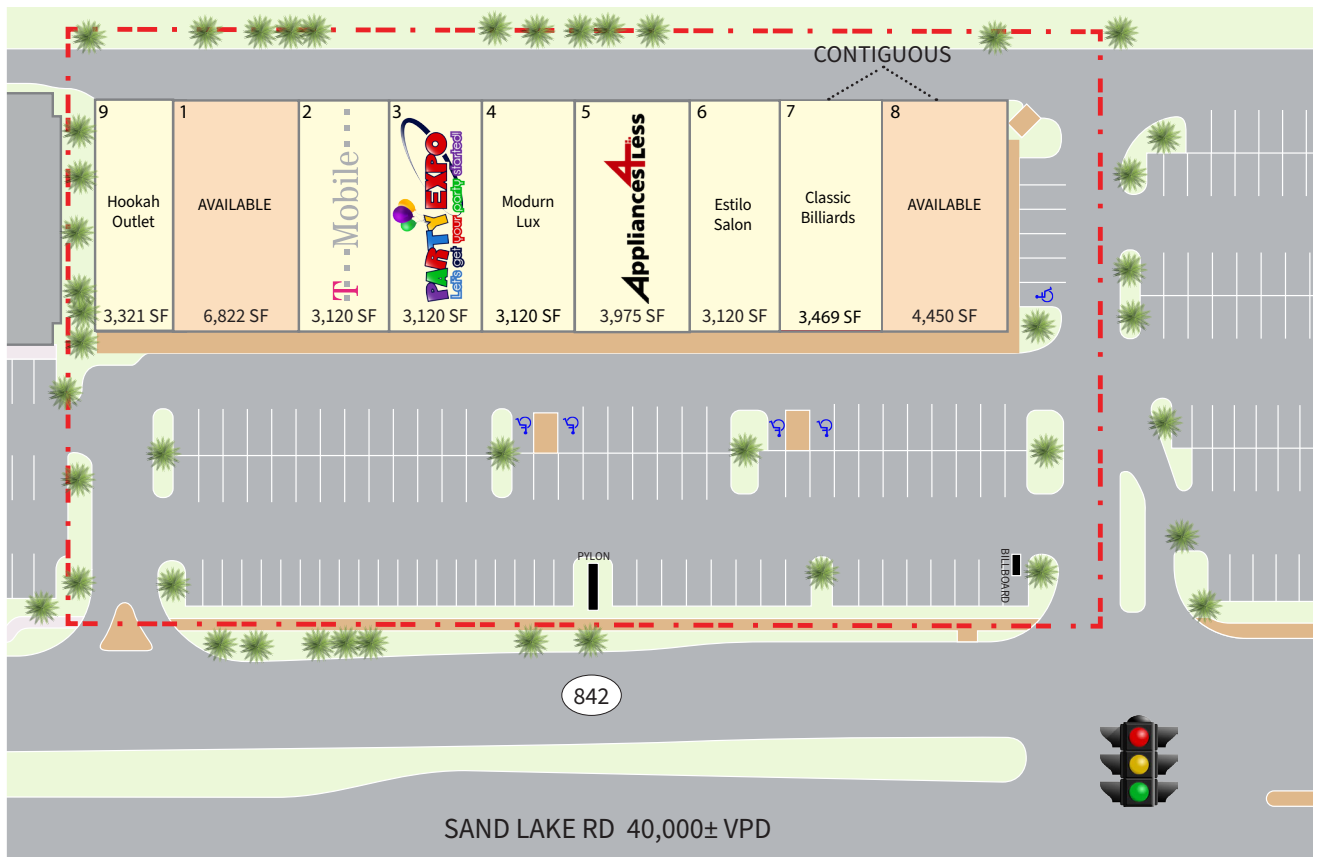 CONTIGUOUS
9
Hookah
Outlet
3,321 SF
1
AVAILABLE
6,822 SF
2
T Mobile
3,120 SF
3
PARTY EXPO
Let's get your party started!
3,120 SF
4
Modurn
Lux
3,120 SF
5
Appliances4Less
3,975 SF
6
Estilo
Salon
3,120 SF
7
Classic
Billiards
3,469 SF
8
AVAILABLE
4,450 SF
PYLON
BILLBOARD
842
SAND LAKE RD 40,000± VPD